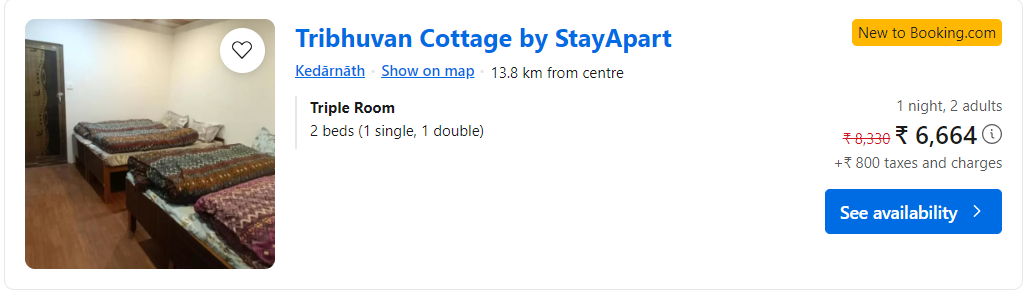 Tribhuvan Cottage by StayApart
New to Booking.com
Kedārnāth · Show on map · 13.8 km from centre
Triple Room
2 beds (1 single, 1 double)
1 night, 2 adults
₹ 8,330 ₹ 6,664
+₹ 800 taxes and charges
See availability